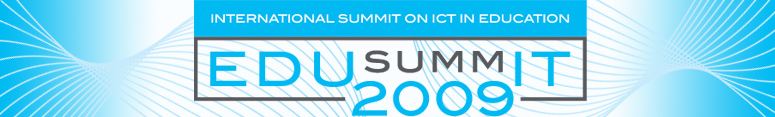 INTERNATIONAL SUMMIT ON ICT IN EDUCATION
EDUSUMMIT
2009